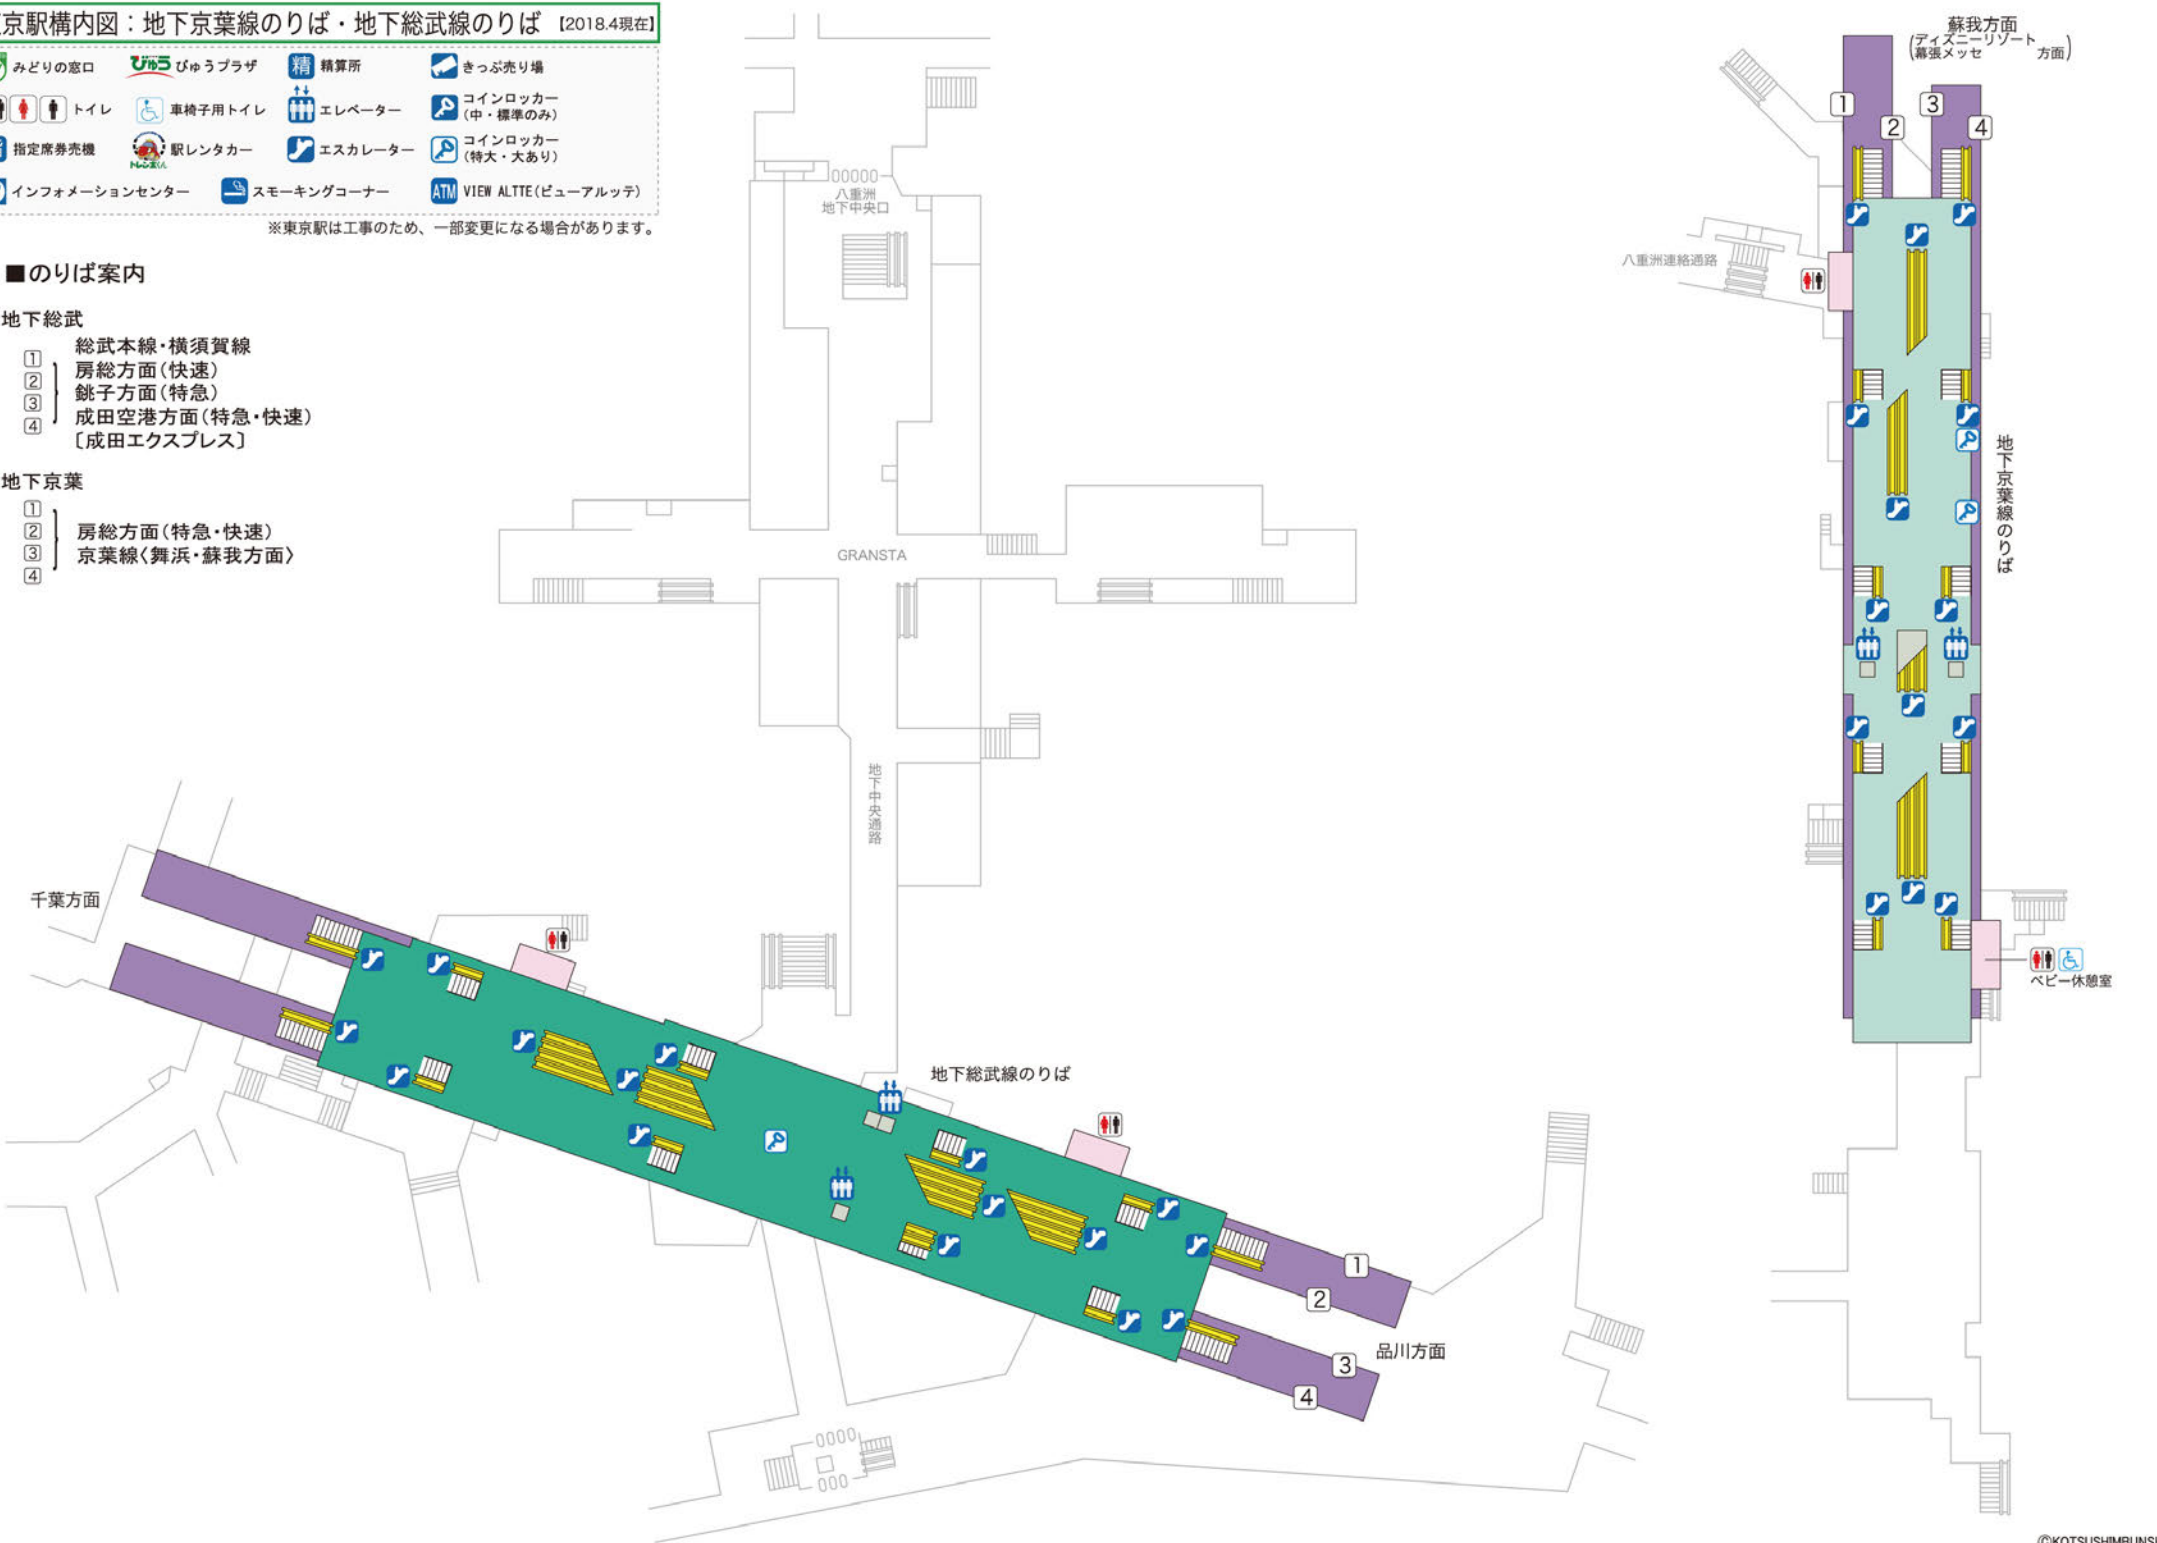 京駅構内図：地下京葉線のりば・地下総武線のりば 【2018.4現在】
みどりの窓口
びゅう びゅうプラザ
精 精算所
きっぷ売り場
トイレ
車椅子用トイレ
エレベーター
コインロッカー
(中・標準のみ)
指定席券売機
トレン太くん
駅レンタカー
エスカレーター
コインロッカー
(特大・大あり)
インフォメーションセンター
スモーキングコーナー
ATM VIEW ALTTE(ビューアルッテ)
※東京駅は工事のため、一部変更になる場合があります。
■のりば案内
地下総武
1
2
3
4
総武本線・横須賀線
房総方面(快速)
銚子方面(特急)
成田空港方面(特急・快速)
〔成田エクスプレス〕
地下京葉
1
2
3
4
房総方面(特急・快速)
京葉線〈舞浜・蘇我方面〉
八重洲
地下中央口
GRANSTA
地下中央通路
蘇我方面
(ディズニーリゾート
幕張メッセ 方面)
1
2
3
4
八重洲連絡通路
地下京葉線のりば
ベビー休憩室
千葉方面
地下総武線のりば
1
2
3
4
品川方面